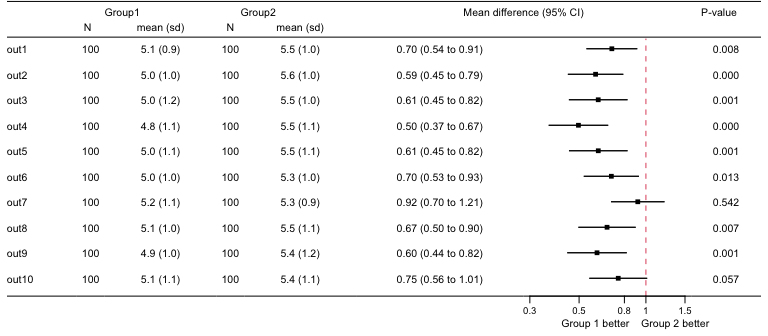 Group1 Group2 Mean difference (95% CI) P-value
N mean (sd) N mean (sd)
out1 100 5.1 (0.9) 100 5.5 (1.0) 0.70 (0.54 to 0.91) 0.008
out2 100 5.0 (1.0) 100 5.6 (1.0) 0.59 (0.45 to 0.79) 0.000
out3 100 5.0 (1.2) 100 5.5 (1.0) 0.61 (0.45 to 0.82) 0.001
out4 100 4.8 (1.1) 100 5.5 (1.1) 0.50 (0.37 to 0.67) 0.000
out5 100 5.0 (1.1) 100 5.5 (1.1) 0.61 (0.45 to 0.82) 0.001
out6 100 5.0 (1.0) 100 5.3 (1.0) 0.70 (0.53 to 0.93) 0.013
out7 100 5.2 (1.1) 100 5.3 (0.9) 0.92 (0.70 to 1.21) 0.542
out8 100 5.1 (1.0) 100 5.5 (1.1) 0.67 (0.50 to 0.90) 0.007
out9 100 4.9 (1.0) 100 5.4 (1.2) 0.60 (0.44 to 0.82) 0.001
out10 100 5.1 (1.1) 100 5.4 (1.1) 0.75 (0.56 to 1.01) 0.057
0.3 0.5 0.8 1 1.5
Group 1 better Group 2 better